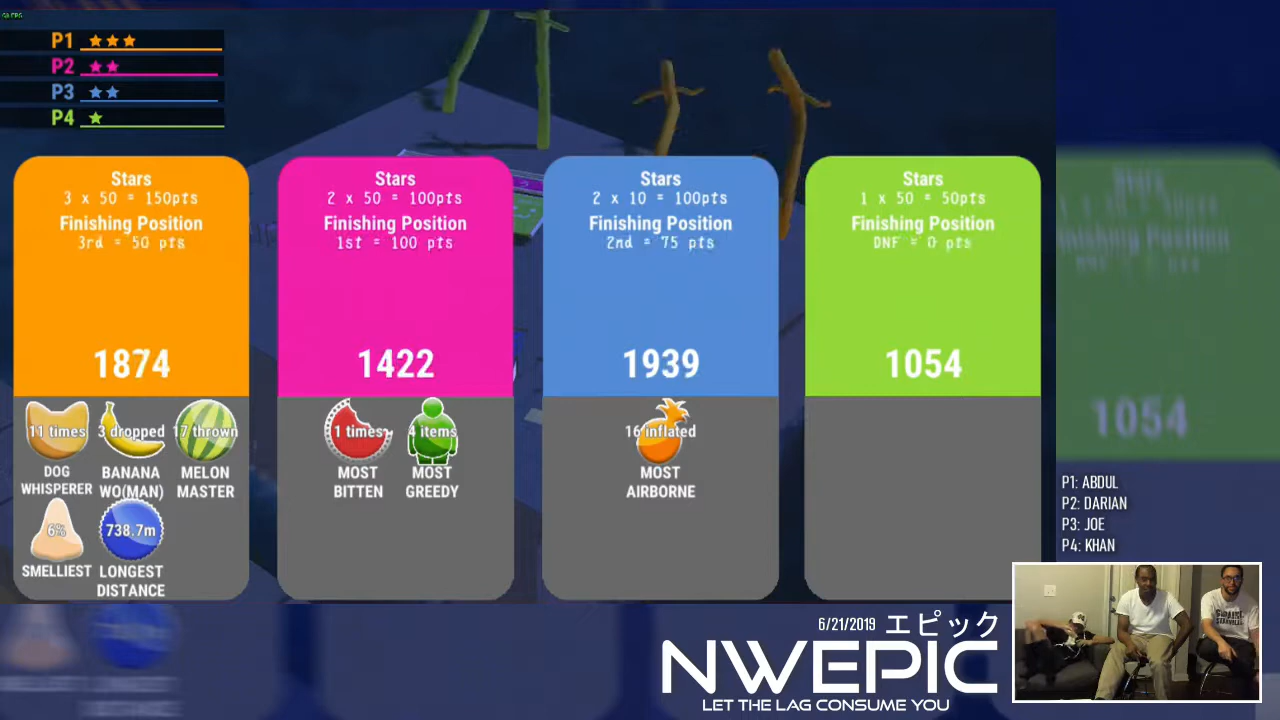 P1
P2
P3
P4
Stars
3 x 50 = 150pts
Finishing Position
3rd = 50 pts
1874
11 times
DOG
WHISPERER
3 dropped
BANANA
WO(MAN)
17 thrown
MELON
MASTER
6%
SMELLIEST
738.7m
LONGEST
DISTANCE
Stars
2 x 50 = 100pts
Finishing Position
1st = 100 pts
1422
1 times
MOST
BITTEN
4 items
MOST
GREEDY
Stars
2 x 10 = 100pts
Finishing Position
2nd = 75 pts
1939
16 inflated
MOST
AIRBORNE
Stars
1 x 50 = 50pts
Finishing Position
DNF = 0 pts
1054
1054
P1: ABDUL
P2: DARIAN
P3: JOE
P4: KHAN
6/21/2019 エピック
NWEPIC
LET THE LAG CONSUME YOU